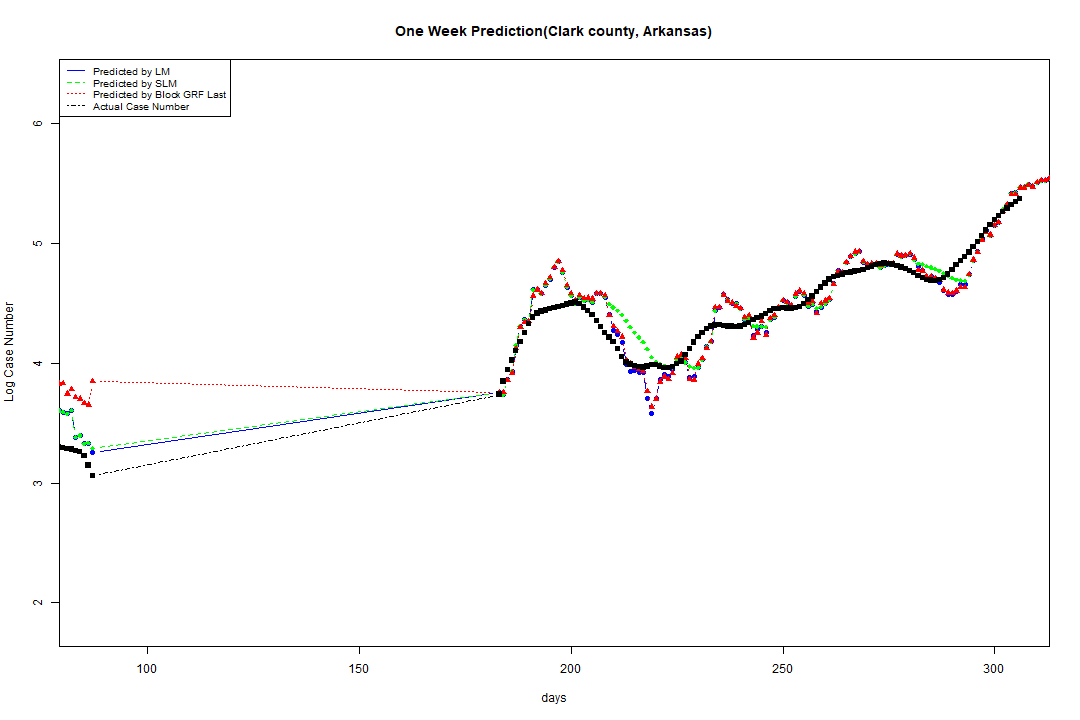 One Week Prediction(Clark county, Arkansas)
Predicted by LM
Predicted by SLM
Predicted by Block GRF Last
Actual Case Number
Log Case Number
6
5
4
3
2
100 150 200 250 300
days